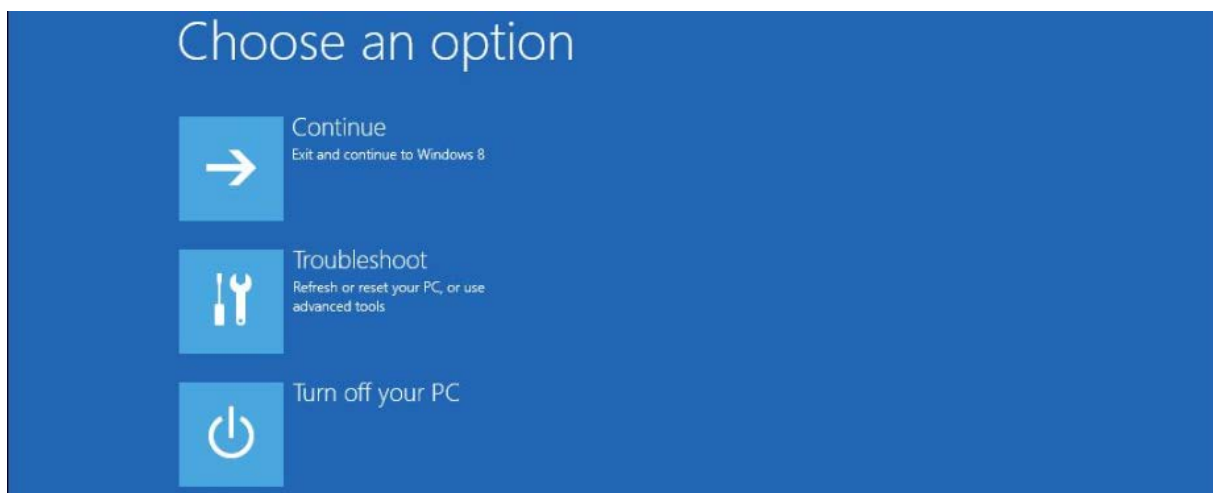 Choose an option
Continue
Exit and continue to Windows 8
Troubleshoot
Refresh or reset your PC, or use
advanced tools
Turn off your PC